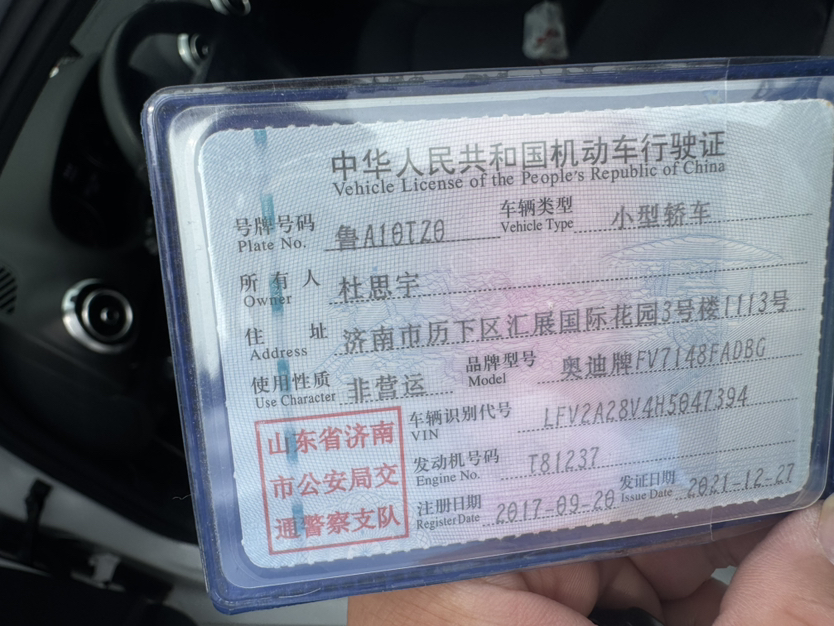 中华人民共和国机动车行驶证
Vehicle License of the People's Republic of China
号牌号码 鲁A10TZ0 车辆类型 小型轿车
Plate No. Vehicle Type
所有人 杜思宇
Owner
住址 济南市历下区汇展国际花园3号楼1113号
Address
使用性质 非营运 品牌型号 奥迪牌FV7148FADBG
Use Character Model
车辆识别代号 LFV2A28V4H5047394
VIN
发动机号码 T81237
Engine No.
注册日期 2017-09-20 发证日期 2021-12-27
Register Date Issue Date
山东省济南
市公安局交
通警察支队